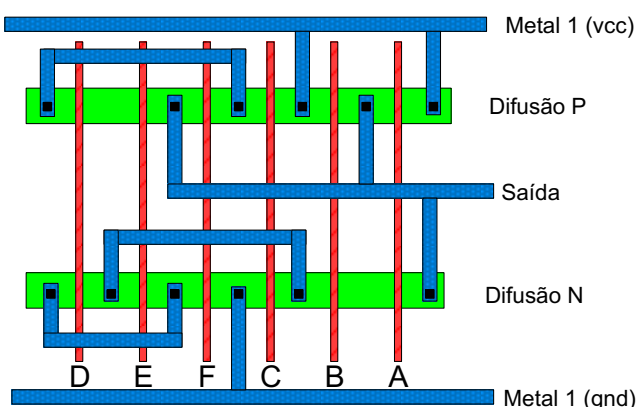 Metal 1 (vcc)
Difusão P
Saída
Difusão N
D E F C B A
Metal 1 (gnd)